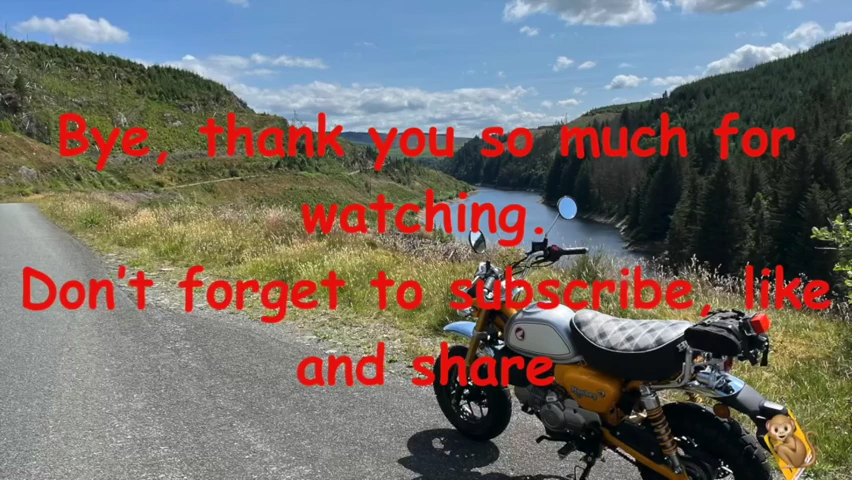 Bye, thank you so much for
watching.
Don't forget to subscribe, like
and share